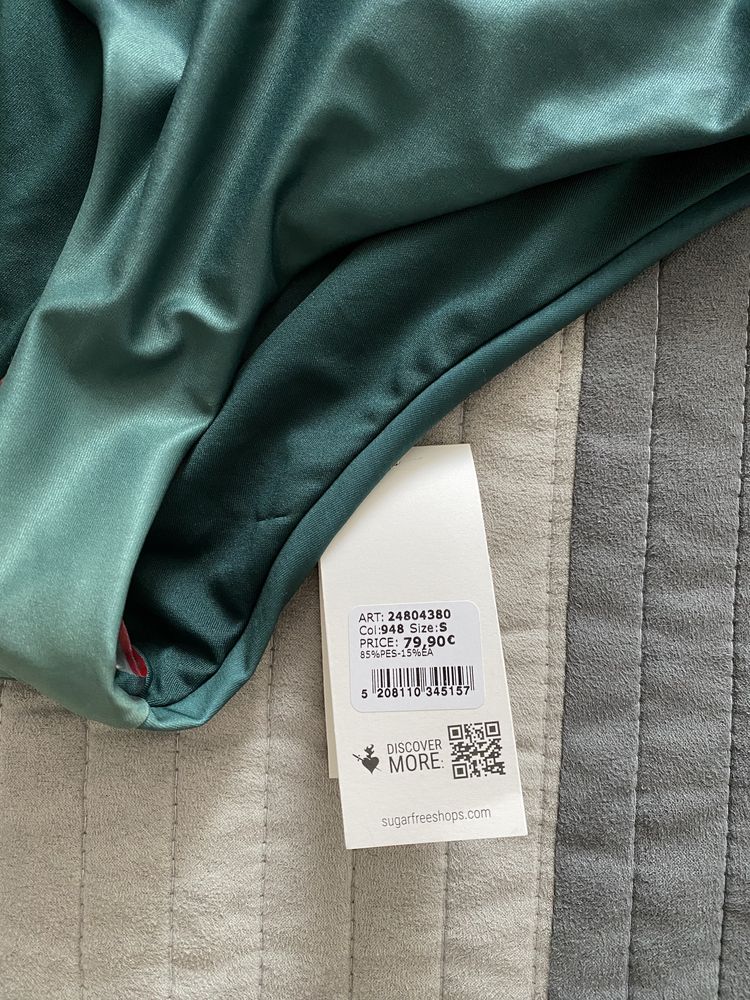 ART: 24804380
Col:948 Size:S
PRICE: 79,90€
85%PES-15%EA
5 208110 345157
DISCOVER
MORE:
sugarfreeshops.com